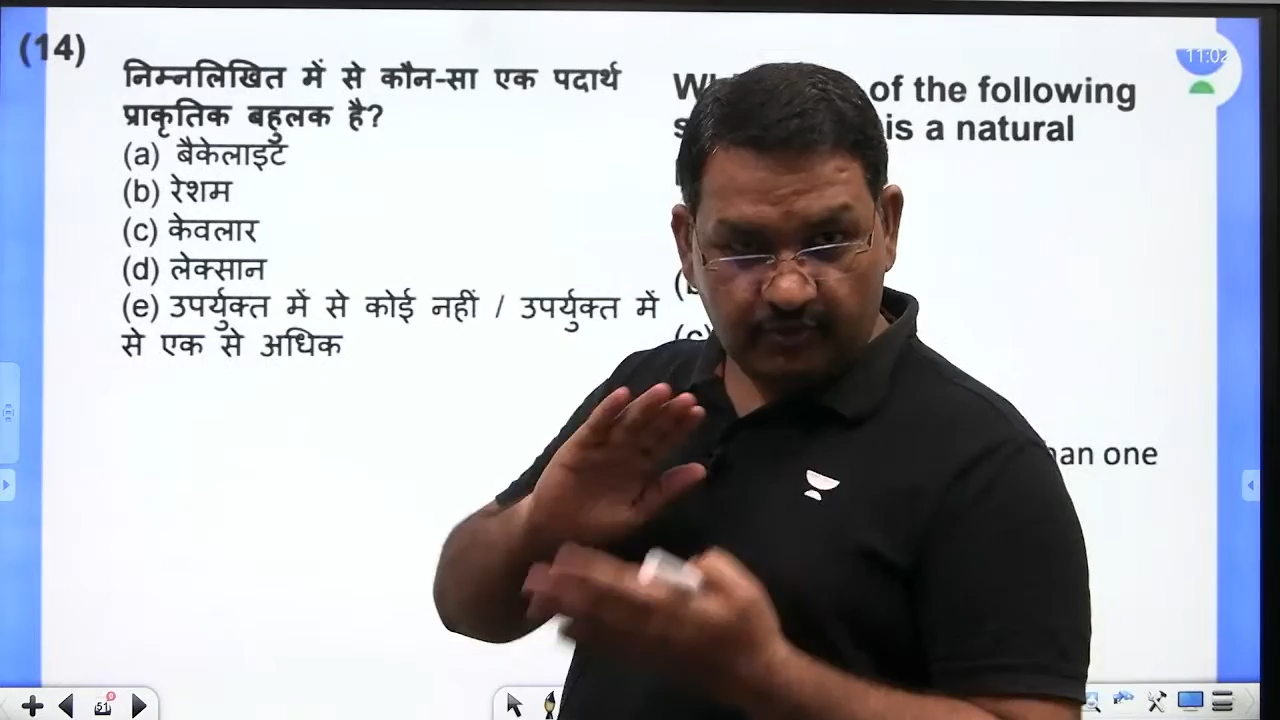 (14)
निम्नलिखित में से कौन-सा एक पदार्थ
प्राकृतिक बहुलक है?
(a) बैकेलाइट
(b) रेशम
(c) केवलार
(d) लेक्सान
(e) उपर्युक्त में से कोई नहीं / उपर्युक्त में
से एक से अधिक
of the following
is a natural
one
11:02
51